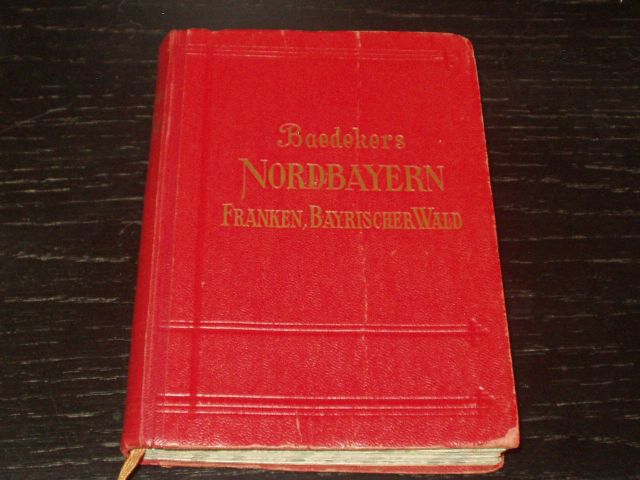 Baedekers
NORDBAYERN
FRANKEN, BAYRISCHER WALD